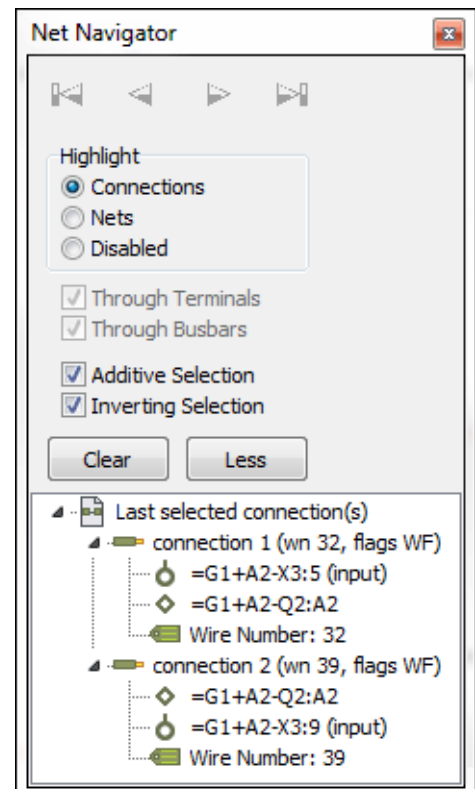 Net Navigator
Highlight
Connections
Nets
Disabled
Through Terminals
Through Busbars
Additive Selection
Inverting Selection
Clear Less
Last selected connection(s)
connection 1 (wn 32, flags WF)
=G1+A2-X3:5 (input)
=G1+A2-Q2:A2
Wire Number: 32
connection 2 (wn 39, flags WF)
=G1+A2-Q2:A2
=G1+A2-X3:9 (input)
Wire Number: 39